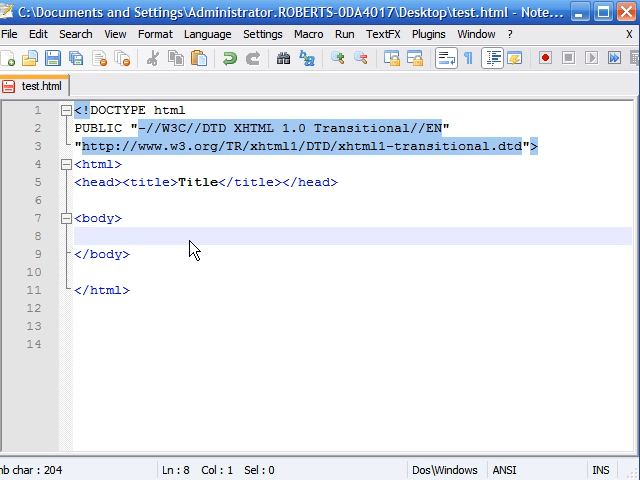 C:\Documents and Settings\Administrator.ROBERTS-0DA4017\Desktop\test.html - Note...
File Edit Search View Format Language Settings Macro Run TextFX Plugins Window ? X
test.html
1 <!DOCTYPE html
2 PUBLIC "-//W3C//DTD XHTML 1.0 Transitional//EN"
3 "http://www.w3.org/TR/xhtml1/DTD/xhtml1-transitional.dtd">
4 <html>
5 <head><title>Title</title></head>
6
7 <body>
8
9 </body>
10
11 </html>
12
13
14
nb char : 204 Ln : 8 Col : 1 Sel : 0 Dos\Windows ANSI INS